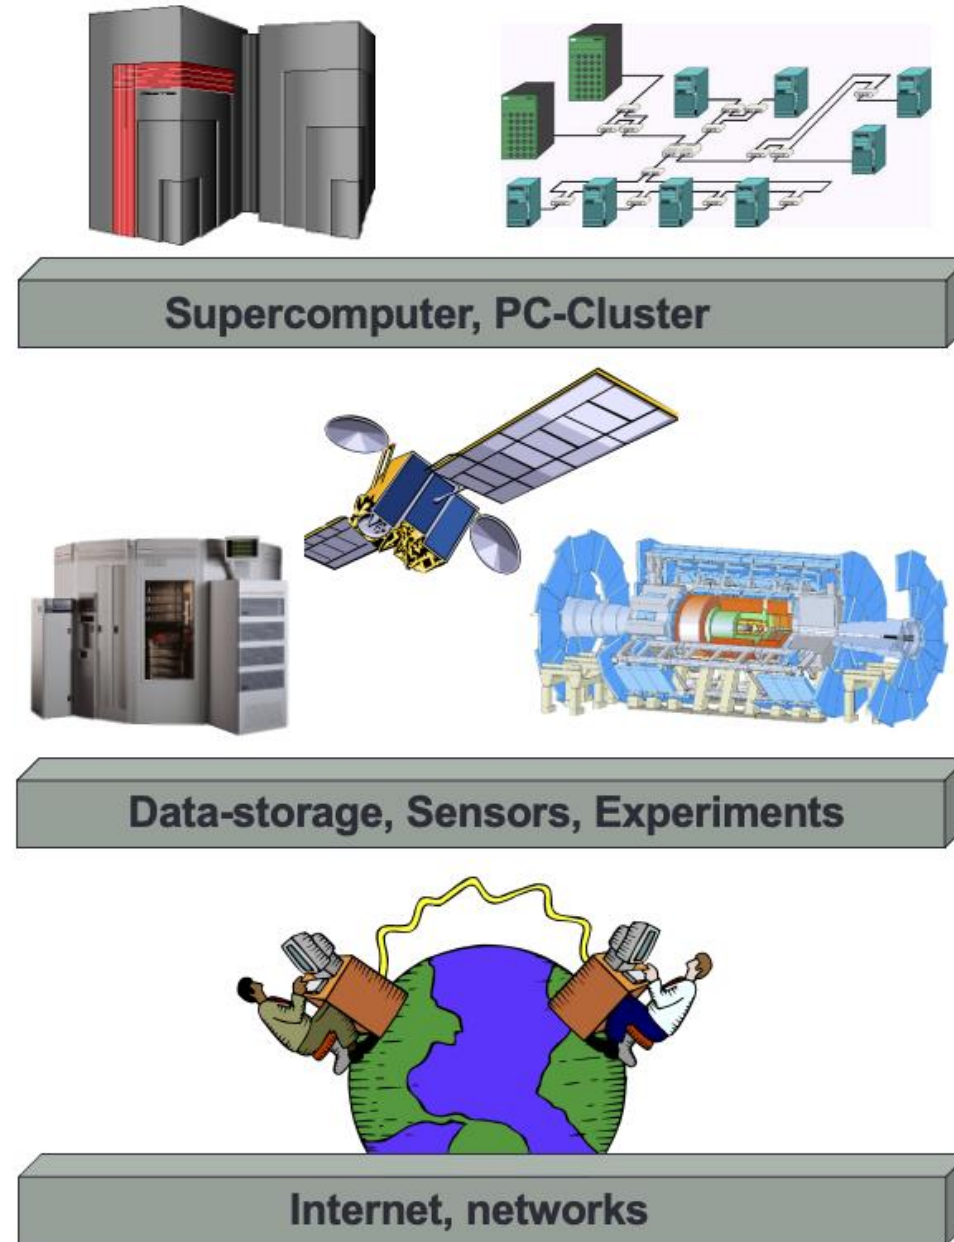 Supercomputer, PC-Cluster
Data-storage, Sensors, Experiments
Internet, networks